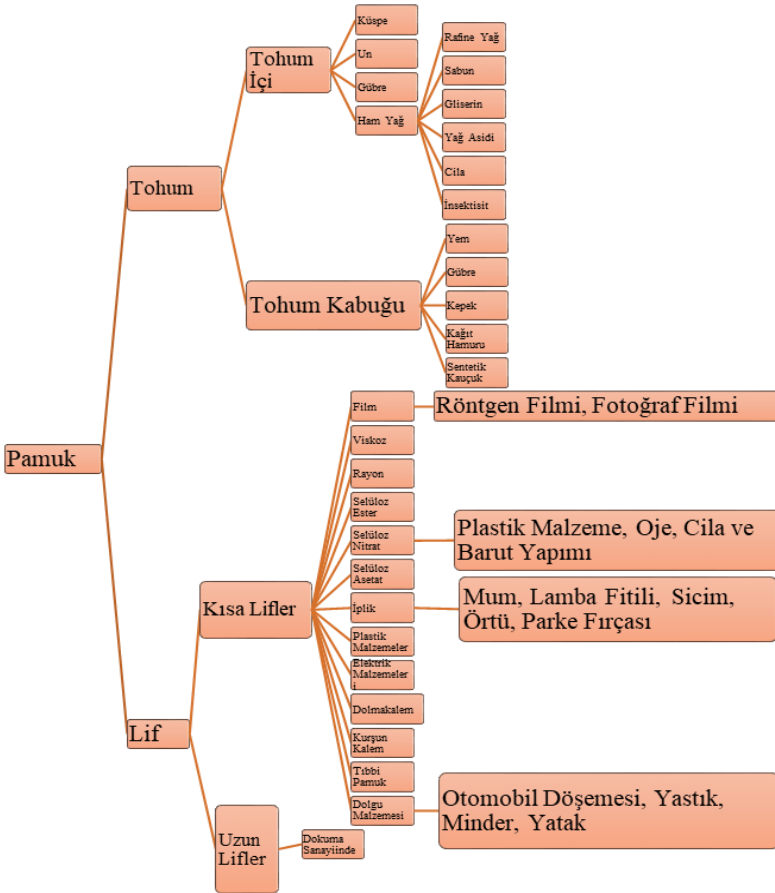 Pamuk
Tohum
Tohum
İçi
Küspe
Un
Gübre
Ham Yağ
Rafine Yağ
Sabun
Gliserin
Yağ Asidi
Cila
İnsektisit
Tohum Kabuğu
Yem
Gübre
Kepek
Kağıt
Hamuru
Sentetik
Kauçuk
Lif
Kısa Lifler
Film
Röntgen Filmi, Fotoğraf Filmi
Viskoz
Rayon
Selüloz
Ester
Selüloz
Nitrat
Plastik Malzeme, Oje, Cila ve
Barut Yapımı
Selüloz
Asetat
İplik
Mum, Lamba Fitili, Sicim,
Örtü, Parke Fırçası
Plastik
Malzemeler
Elektrik
Malzemeler
i
Dolmakalem
Kurşun
Kalem
Tıbbi
Pamuk
Dolgu
Malzemesi
Otomobil Döşemesi, Yastık,
Minder, Yatak
Uzun
Lifler
Dokuma
Sanayiinde